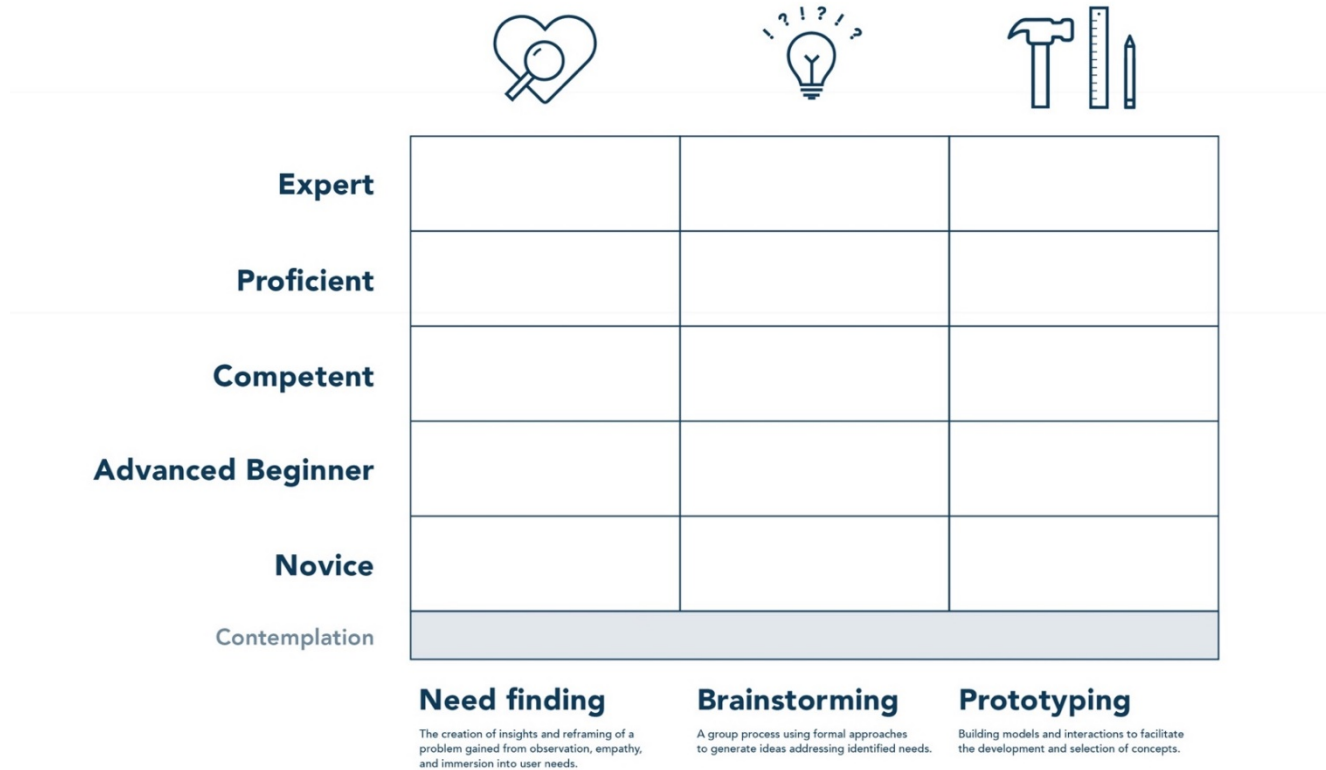 ! ? ! ? ! ?
Expert
Proficient
Competent
Advanced Beginner
Novice
Contemplation
Need finding
The creation of insights and reframing of a
problem gained from observation, empathy,
and immersion into user needs.
Brainstorming
A group process using formal approaches
to generate ideas addressing identified needs.
Prototyping
Building models and interactions to facilitate
the development and selection of concepts.